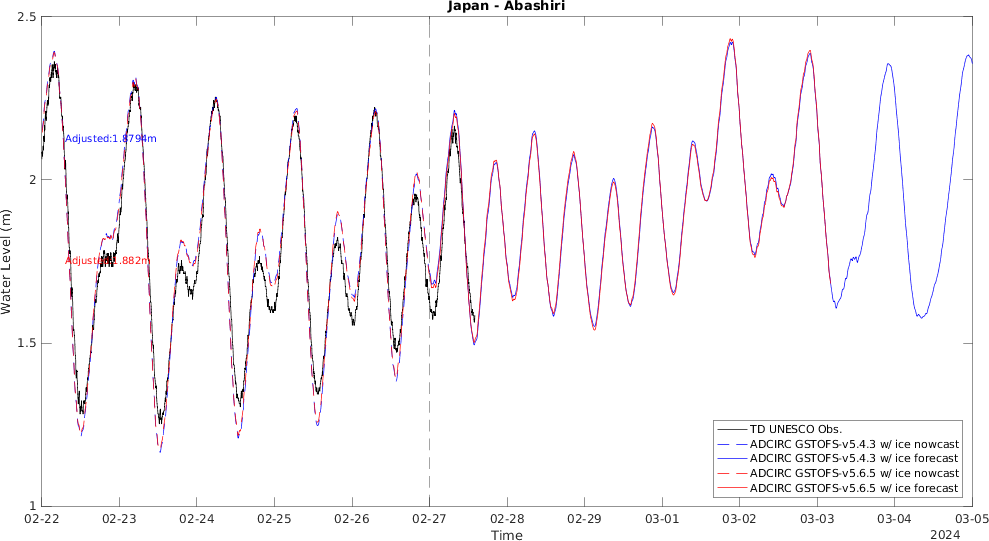 Japan - Abashiri
2.5
2
1.5
1
Water Level (m)
Adjusted:1.8794m
Adjusted:1.882m
TD UNESCO Obs.
ADCIRC GSTOFS-v5.4.3 w/ ice nowcast
ADCIRC GSTOFS-v5.4.3 w/ ice forecast
ADCIRC GSTOFS-v5.6.5 w/ ice nowcast
ADCIRC GSTOFS-v5.6.5 w/ ice forecast
02-22 02-23 02-24 02-25 02-26 02-27 02-28 02-29 03-01 03-02 03-03 03-04 03-05
Time
2024